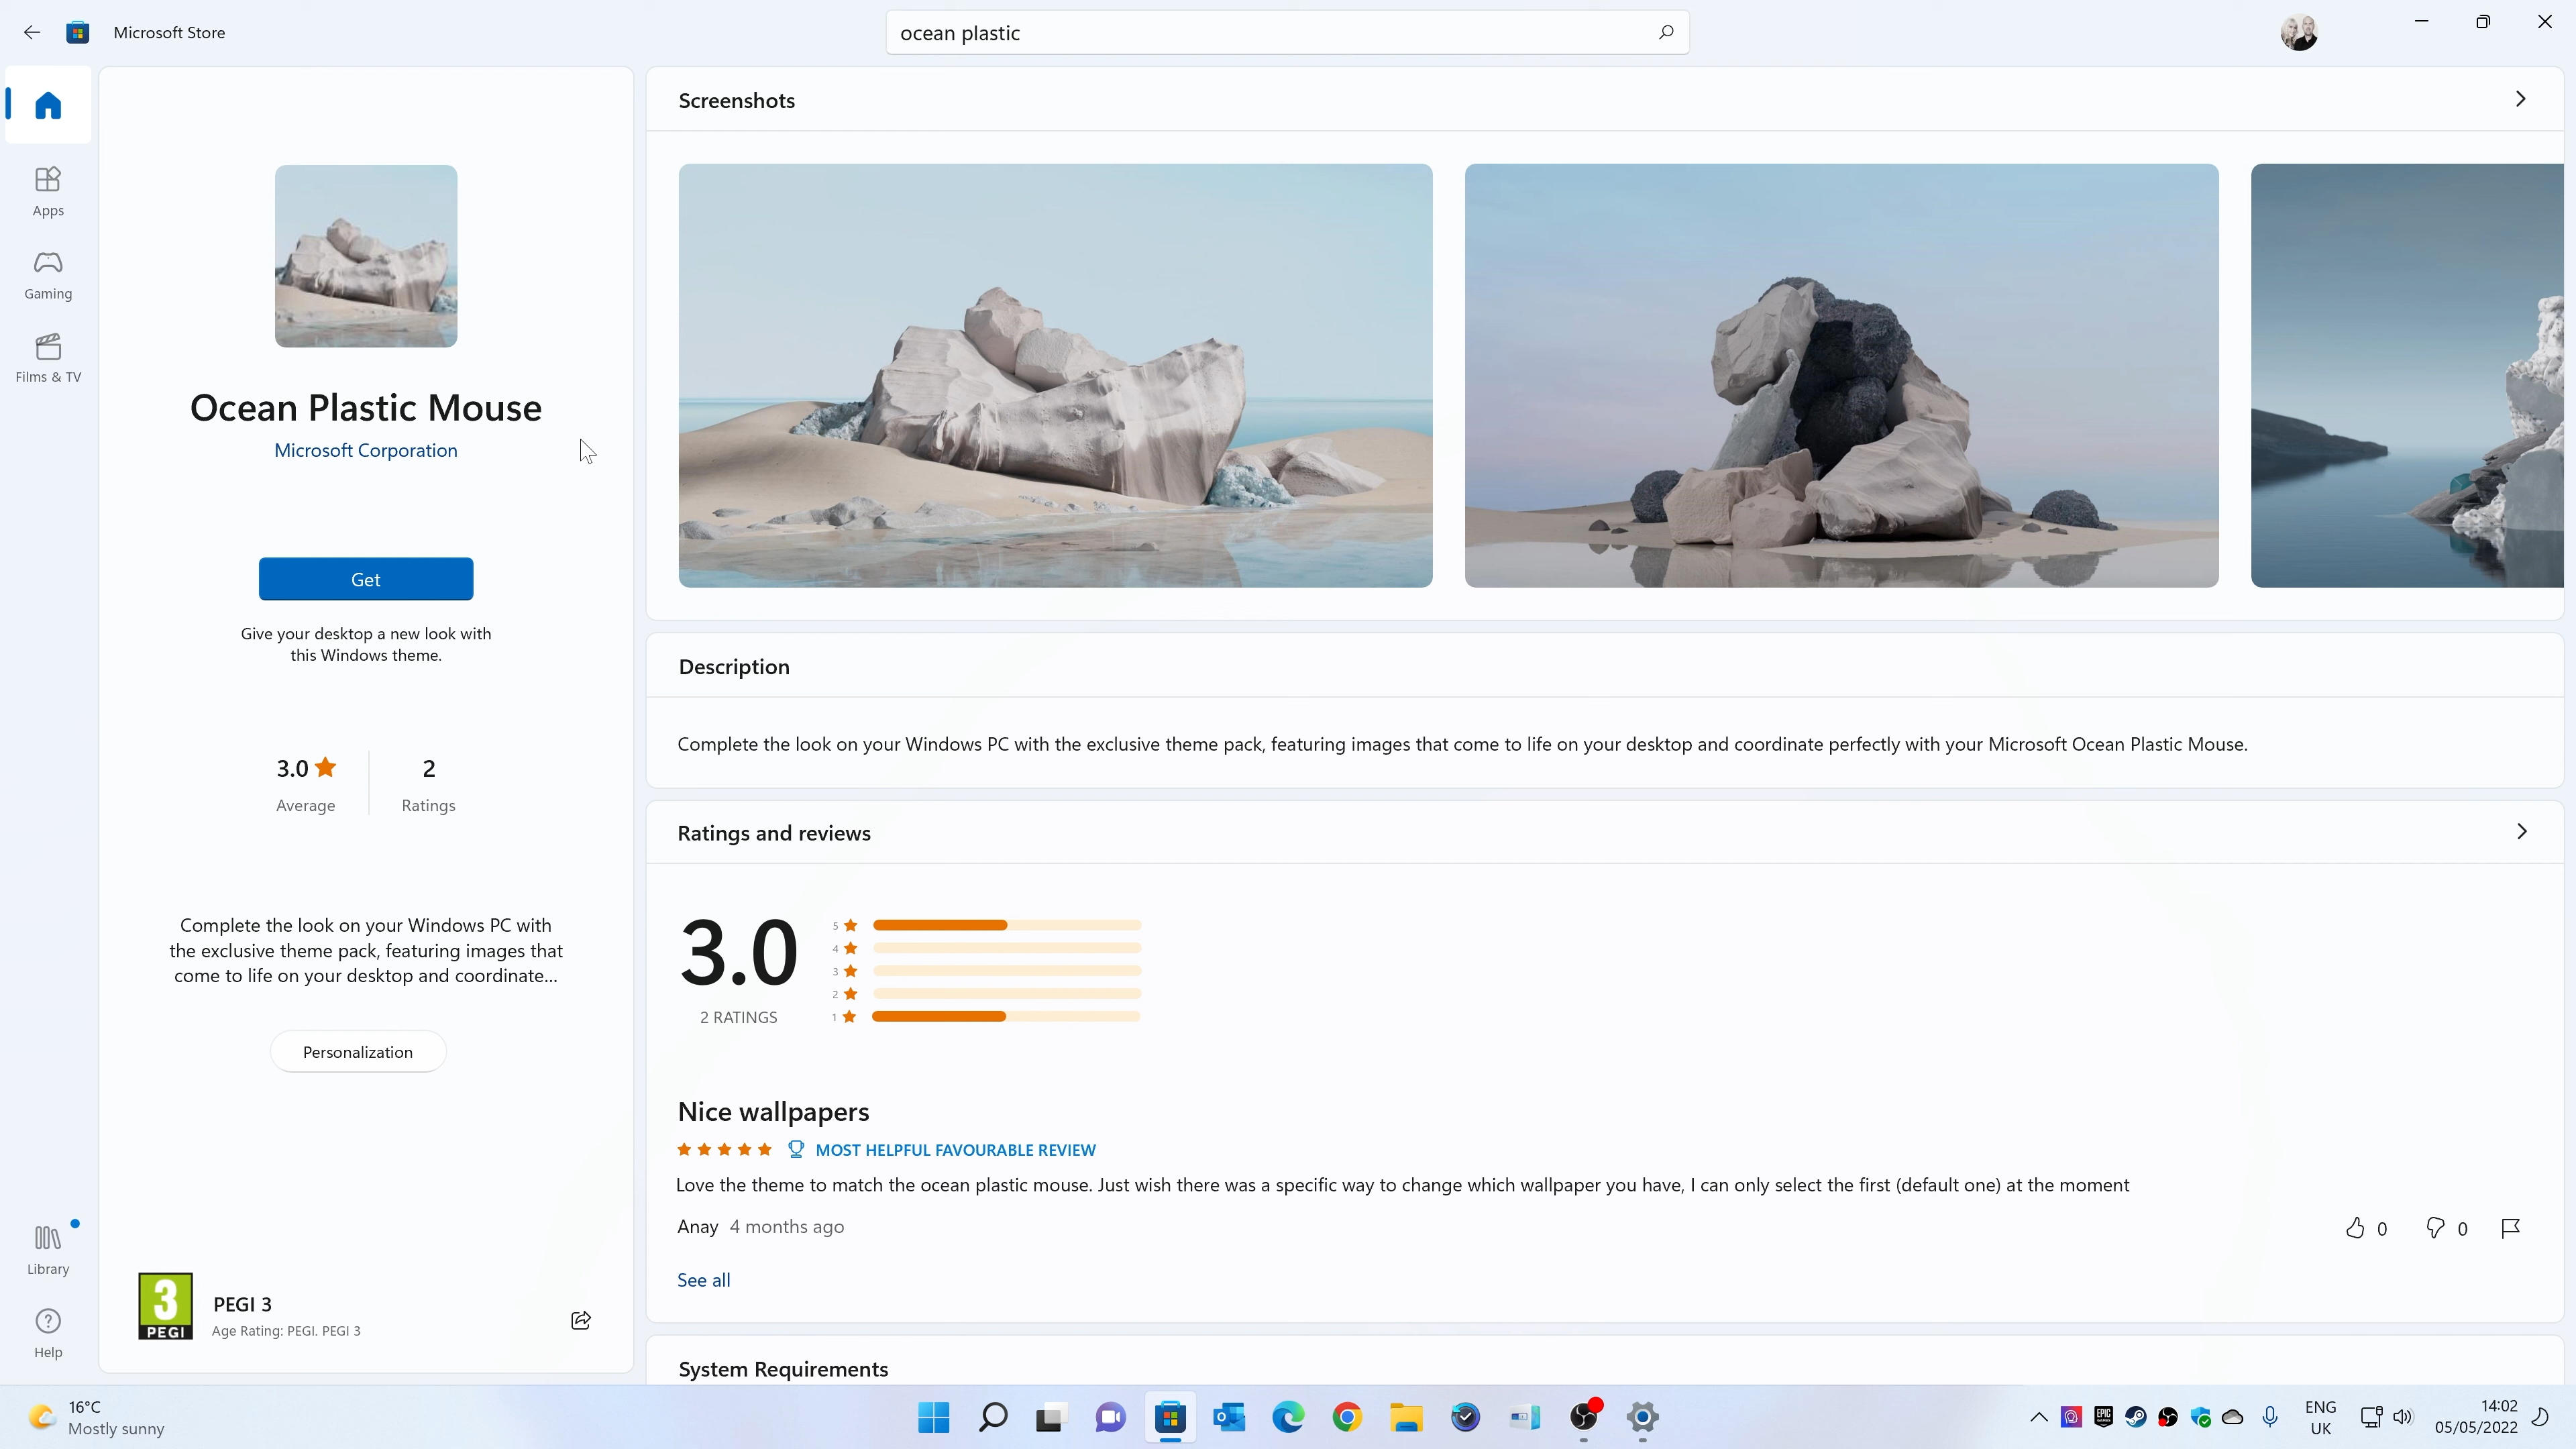 Microsoft Store
ocean plastic
Apps
Gaming
Films & TV
Library
Help
Ocean Plastic Mouse
Microsoft Corporation
Get
Give your desktop a new look with
this Windows theme.
3.0
Average
2
Ratings
Complete the look on your Windows PC with
the exclusive theme pack, featuring images that
come to life on your desktop and coordinate...
Personalization
3
PEGI
PEGI 3
Age Rating: PEGI. PEGI 3
Screenshots
Description
Complete the look on your Windows PC with the exclusive theme pack, featuring images that come to life on your desktop and coordinate perfectly with your Microsoft Ocean Plastic Mouse.
Ratings and reviews
3.0
2 RATINGS
5
4
3
2
1
Nice wallpapers
MOST HELPFUL FAVOURABLE REVIEW
Love the theme to match the ocean plastic mouse. Just wish there was a specific way to change which wallpaper you have, I can only select the first (default one) at the moment
Anay 4 months ago
0 0
See all
System Requirements
16°C
Mostly sunny
EPIC
ENG
UK
14:02
05/05/2022